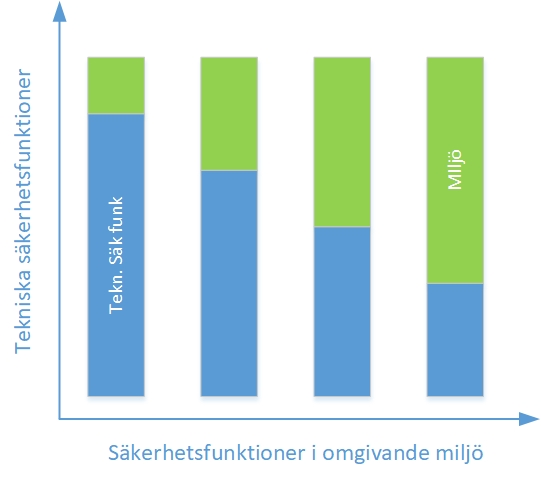 Tekniska säkerhetsfunktioner
Tekn. Säk funk
MIljö
Säkerhetsfunktioner i omgivande miljö